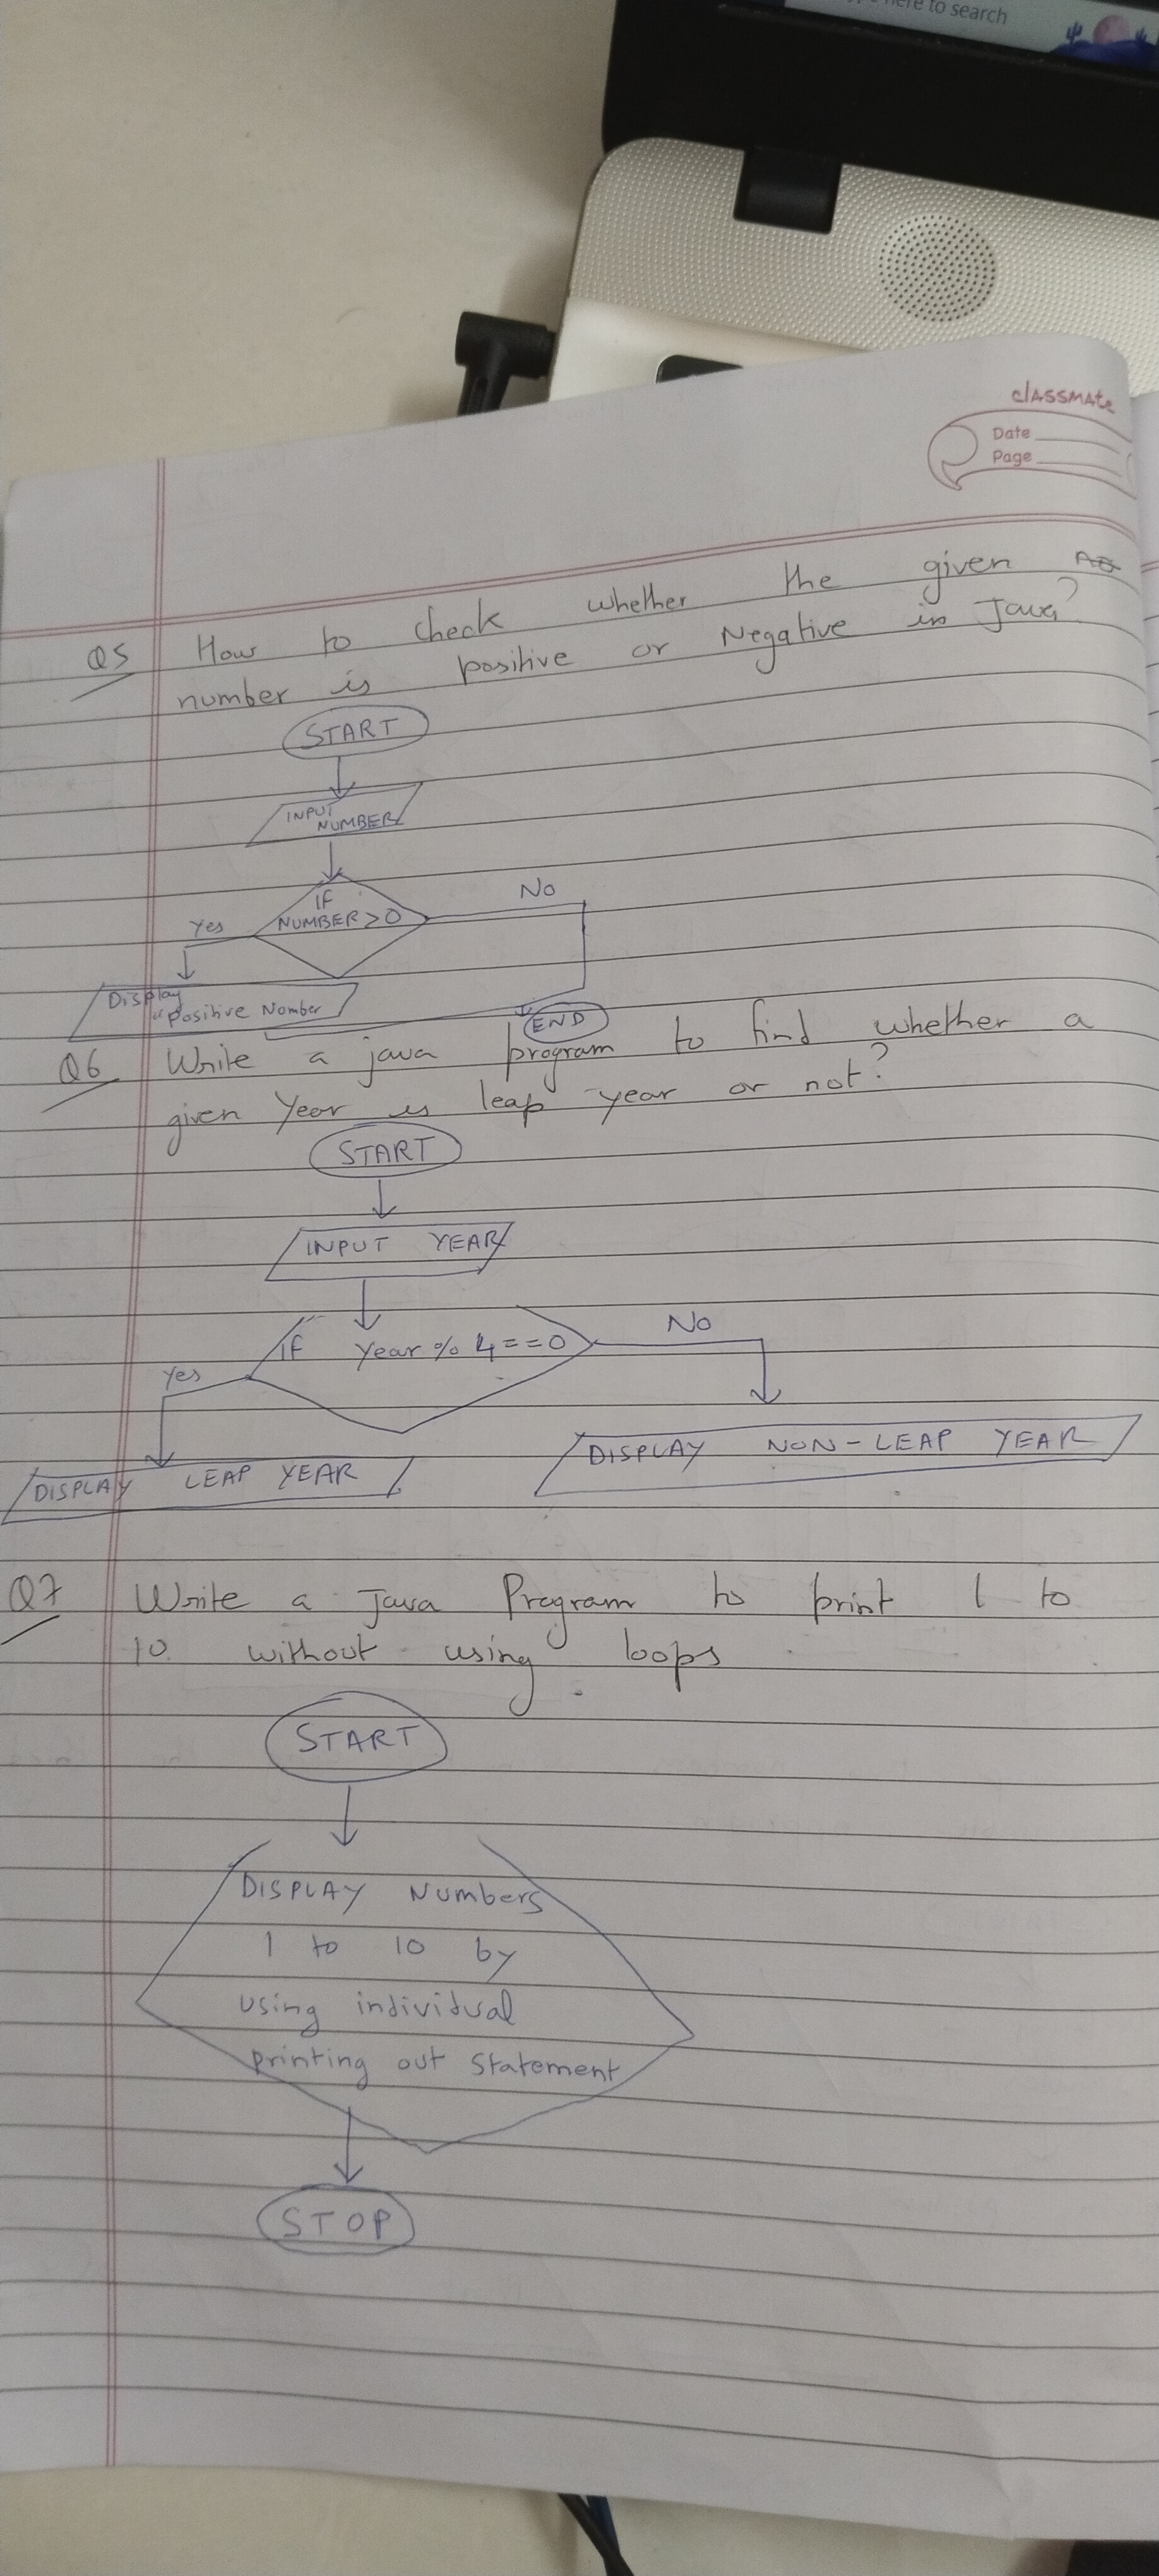 here to search
classmate
Date
Page
Q5 How to check whether the given
number is positive or Negative in Java?
START
INPUT
NUMBER
IF
NUMBER > 0
Yes
No
Display
"Positive Number
END
Q6 Write a java program to find whether a
given Year is leap year or not?
START
INPUT YEAR
IF Year % 4 == 0
Yes
No
DISPLAY LEAP YEAR
DISPLAY NON-LEAP YEAR
Q7 Write a Java Program to print 1 to
10 without using loops
START
DISPLAY Numbers
1 to 10 by
using individual
printing out statement
STOP